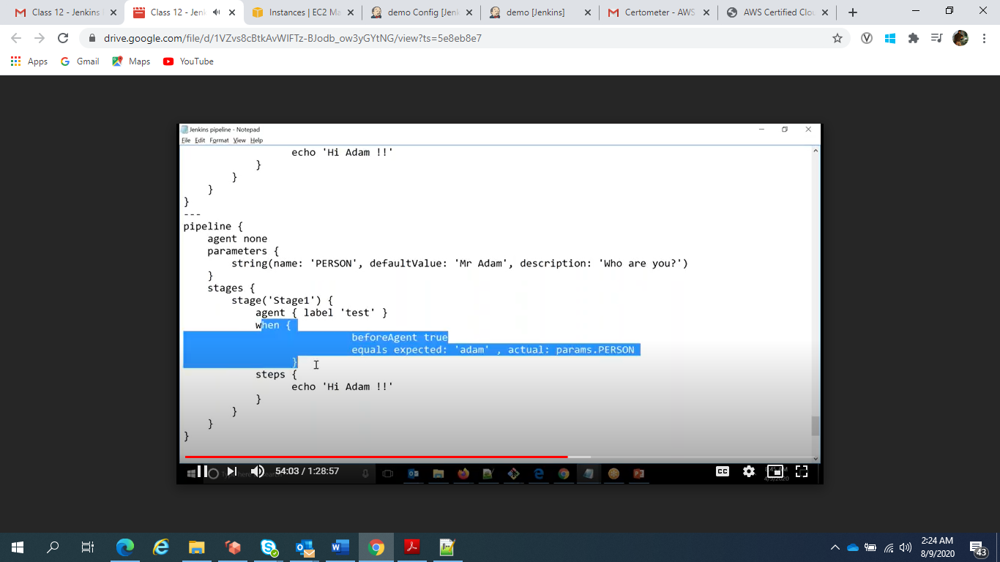 Class 12 - Jenkins
Class 12 - Jenk
Instances | EC2 Ma
demo Config [Jenk
demo [Jenkins]
Certometer - AWS
AWS Certified Clou
drive.google.com/file/d/1VZvs8cBtkAvWIFTz-BJodb_ow3yGYtNG/view?ts=5e8eb8e7
Apps
Gmail
Maps
YouTube
Jenkins pipeline - Notepad
File Edit Format View Help
echo 'Hi Adam !!'
}
}
}
}
---
pipeline {
agent none
parameters {
string(name: 'PERSON', defaultValue: 'Mr Adam', description: 'Who are you?')
}
stages {
stage('Stage1') {
agent { label 'test' }
when {
beforeAgent true
equals expected: 'adam' , actual: params.PERSON
}
steps {
echo 'Hi Adam !!'
}
}
}
}
54:03 / 1:28:57
CC
2:24 AM
8/9/2020
43